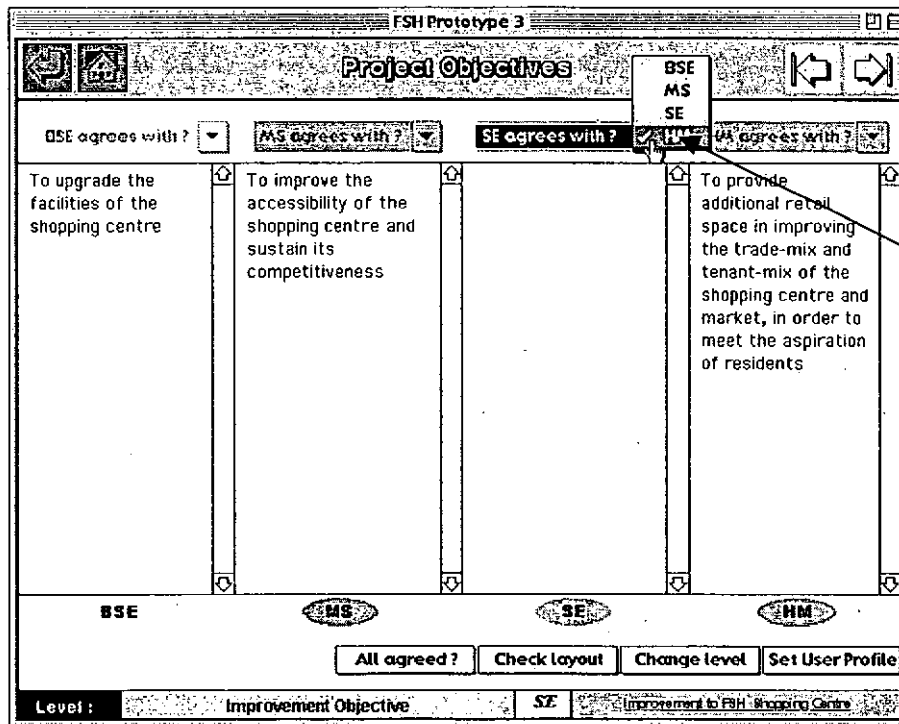 FSH Prototype 3
Project Objectives
BSE
MS
SE
HM
BSE agrees with ?
MS agrees with ?
SE agrees with ?
agrees with ?
To upgrade the
facilities of the
shopping centre
To improve the
accessibility of the
shopping centre and
sustain its
competitiveness
To provide
additional retail
space in improving
the trade-mix and
tenant-mix of the
shopping centre and
market, in order to
meet the aspiration
of residents
BSE
MS
SE
HM
All agreed ?
Check layout
Change level
Set User Profile
Level :
Improvement Objective
SE
Improvement to FSH Shopping Centre